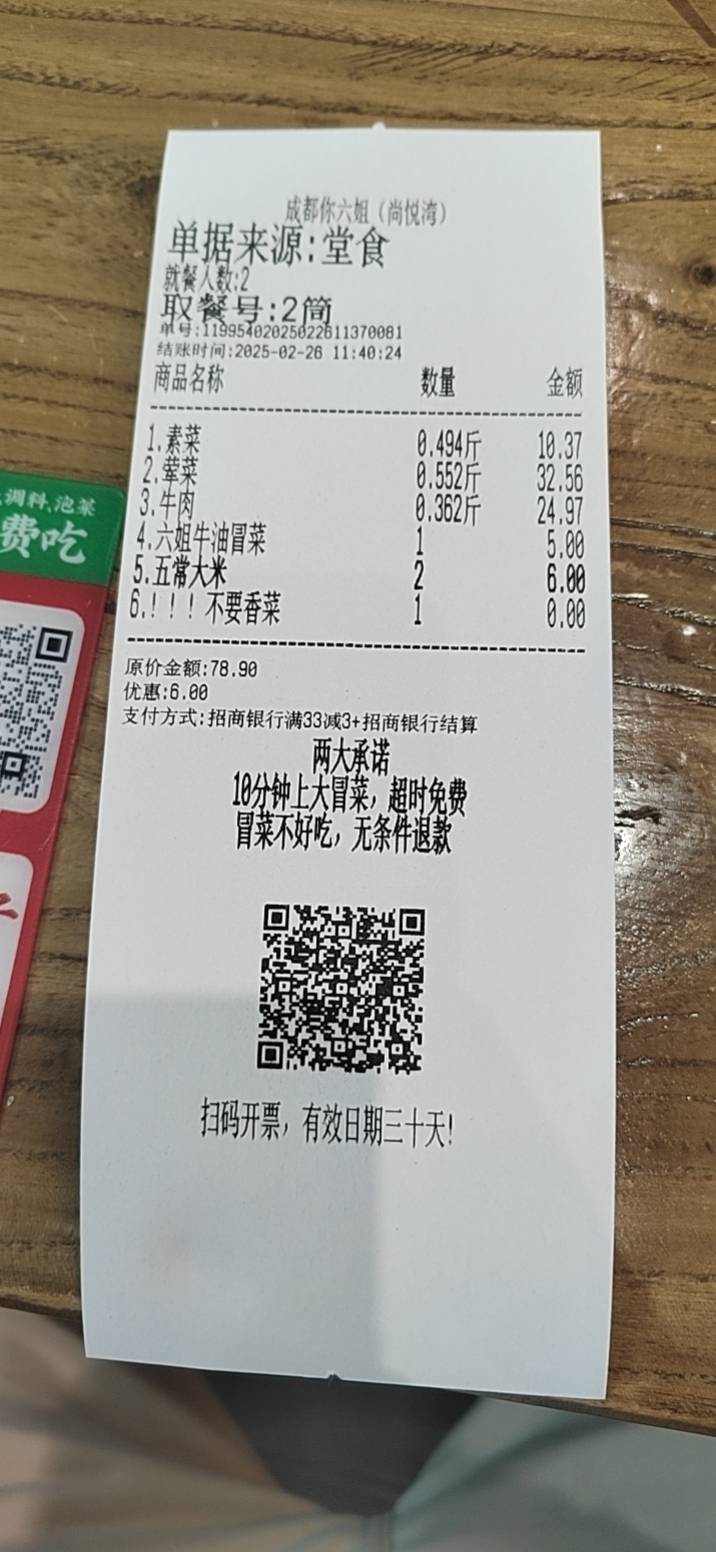 成都你六姐（尚悦湾）
单据来源:堂食
就餐人数:2
取餐号:2筒
单号:11995402025022611370081
结账时间:2025-02-26 11:40:24
商品名称 数量 金额
1.素菜 0.494斤 10.37
2.荤菜 0.552斤 32.56
3.牛肉 0.362斤 24.97
4.六姐牛油冒菜 1 5.00
5.五常大米 2 6.00
6.！！！不要香菜 1 0.00
原价金额:78.90
优惠:6.00
支付方式:招商银行满33减3+招商银行结算
两大承诺
10分钟上大冒菜，超时免费
冒菜不好吃，无条件退款
扫码开票，有效日期三十天!
调料、泡菜
费吃